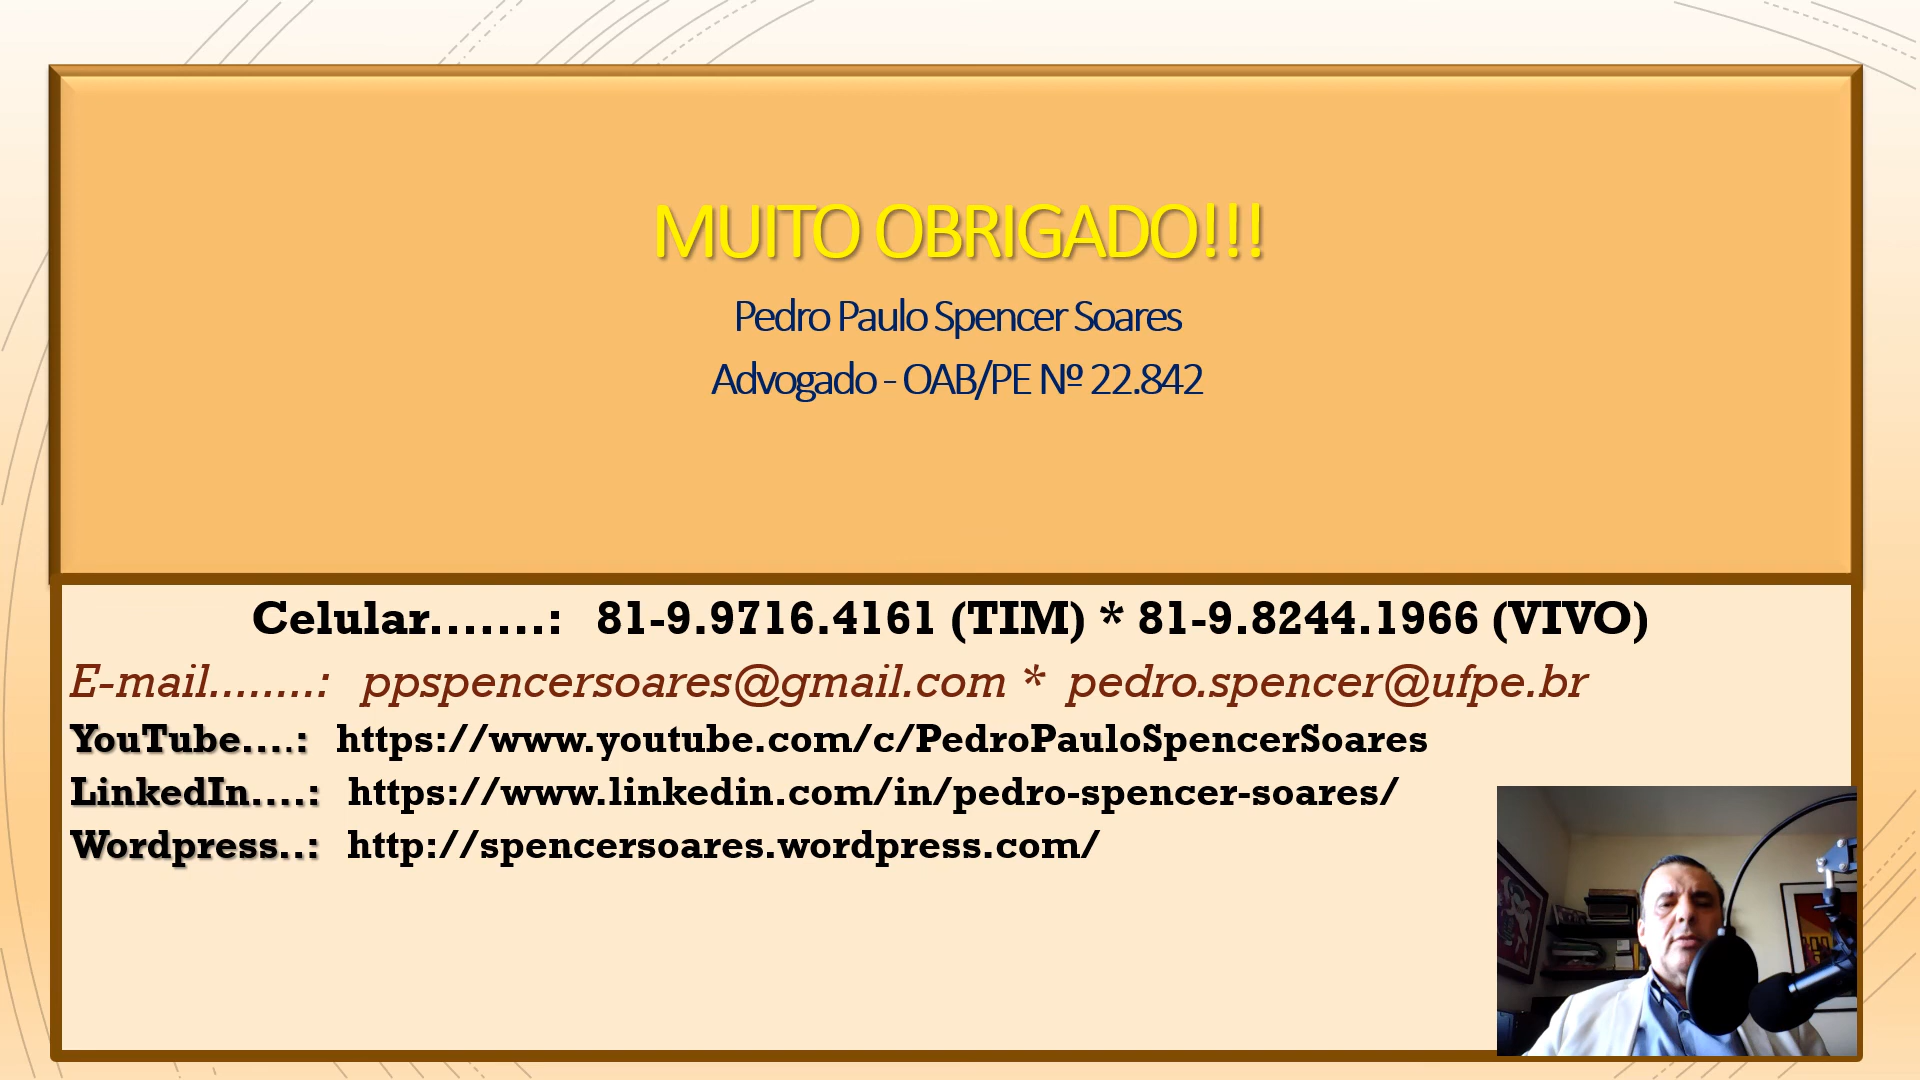 MUITO OBRIGADO!!!
Pedro Paulo Spencer Soares
Advogado - OAB/PE Nº 22.842
Celular.......: 81-9.9716.4161 (TIM) * 81-9.8244.1966 (VIVO)
E-mail........: ppspencersoares@gmail.com * pedro.spencer@ufpe.br
YouTube....: https://www.youtube.com/c/PedroPauloSpencerSoares
LinkedIn....: https://www.linkedin.com/in/pedro-spencer-soares/
Wordpress..: http://spencersoares.wordpress.com/